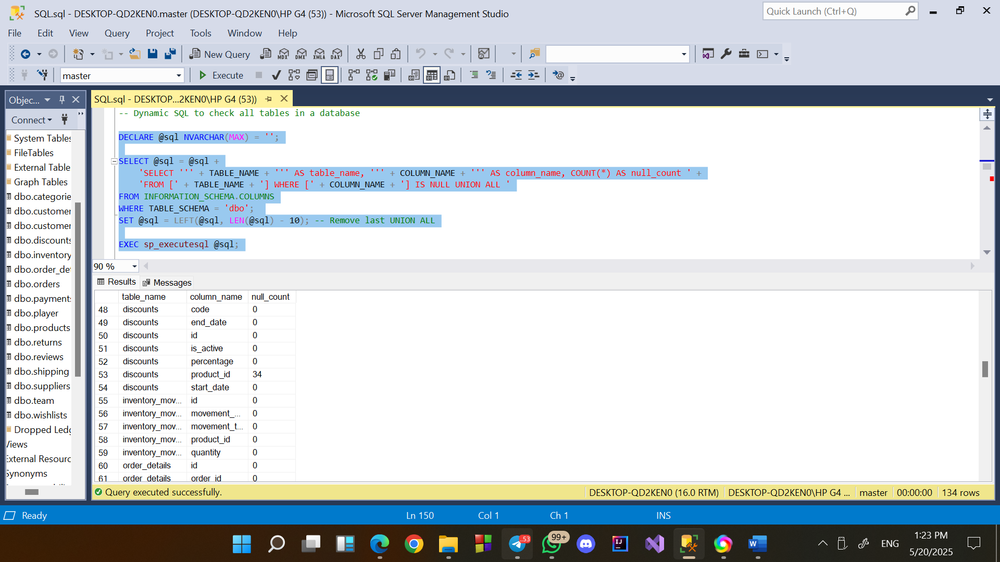 SQL.sql - DESKTOP-QD2KEN0.master (DESKTOP-QD2KEN0\HP G4 (53)) - Microsoft SQL Server Management Studio
Quick Launch (Ctrl+Q)
File Edit View Query Project Tools Window Help
New Query MDX DMX XMLA DAX
master Execute
Objec...
SQL.sql - DESKTOP...2KEN0\HP G4 (53))
Connect
System Tables
FileTables
External Table
Graph Tables
dbo.categorie
dbo.customer
dbo.customer
dbo.discounts
dbo.inventory
dbo.order_det
dbo.orders
dbo.payments
dbo.player
dbo.products
dbo.returns
dbo.reviews
dbo.shipping
dbo.suppliers
dbo.team
dbo.wishlists
Dropped Ledg
Views
External Resourc
Synonyms
-- Dynamic SQL to check all tables in a database
DECLARE @sql NVARCHAR(MAX) = '';
SELECT @sql = @sql +
'SELECT ''' + TABLE_NAME + ''' AS table_name, ''' + COLUMN_NAME + ''' AS column_name, COUNT(*) AS null_count ' +
'FROM [' + TABLE_NAME + '] WHERE [' + COLUMN_NAME + '] IS NULL UNION ALL '
FROM INFORMATION_SCHEMA.COLUMNS
WHERE TABLE_SCHEMA = 'dbo';
SET @sql = LEFT(@sql, LEN(@sql) - 10); -- Remove last UNION ALL
EXEC sp_executesql @sql;
90 %
Results Messages
table_name column_name null_count
48 discounts code 0
49 discounts end_date 0
50 discounts id 0
51 discounts is_active 0
52 discounts percentage 0
53 discounts product_id 34
54 discounts start_date 0
55 inventory_mov... id 0
56 inventory_mov... movement_... 0
57 inventory_mov... movement_t... 0
58 inventory_mov... product_id 0
59 inventory_mov... quantity 0
60 order_details id 0
61 order_details order_id 0
Query executed successfully. DESKTOP-QD2KEN0 (16.0 RTM) DESKTOP-QD2KEN0\HP G4 ... master 00:00:00 134 rows
Ready Ln 150 Col 1 Ch 1 INS
..53 99+ IJ W ENG
1:23 PM
5/20/2025